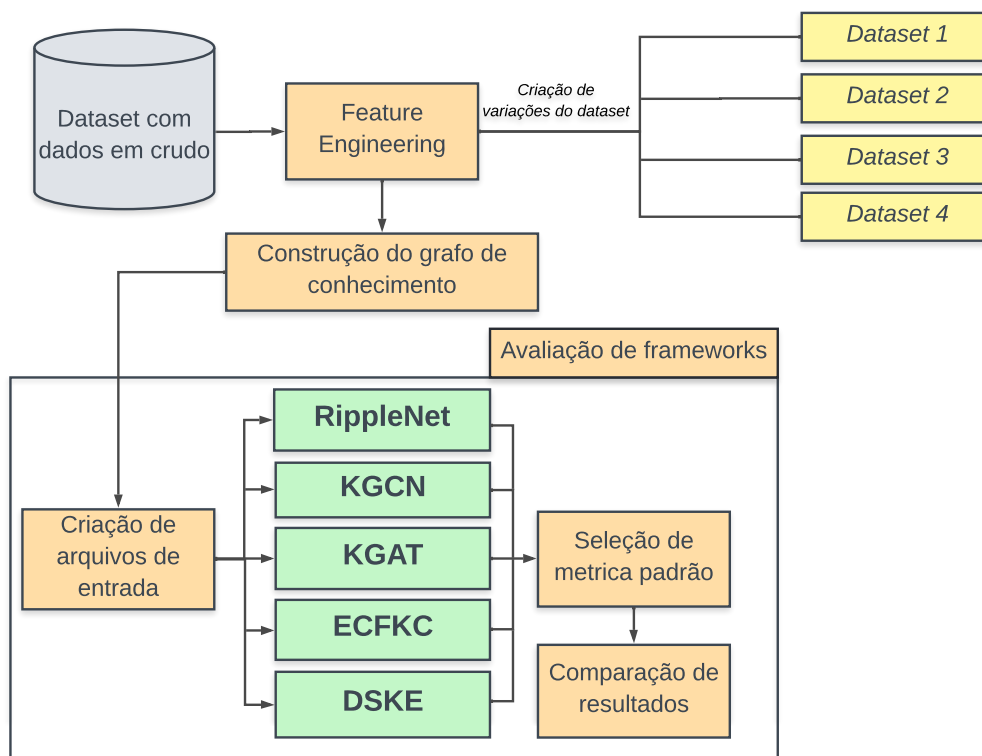 Dataset com
dados em crudo
Feature
Engineering
Criação de
variações do dataset
Dataset 1
Dataset 2
Dataset 3
Dataset 4
Construção do grafo de
conhecimento
Avaliação de frameworks
Criação de
arquivos de
entrada
RippleNet
KGCN
KGAT
ECFKC
DSKE
Seleção de
metrica padrão
Comparação de
resultados